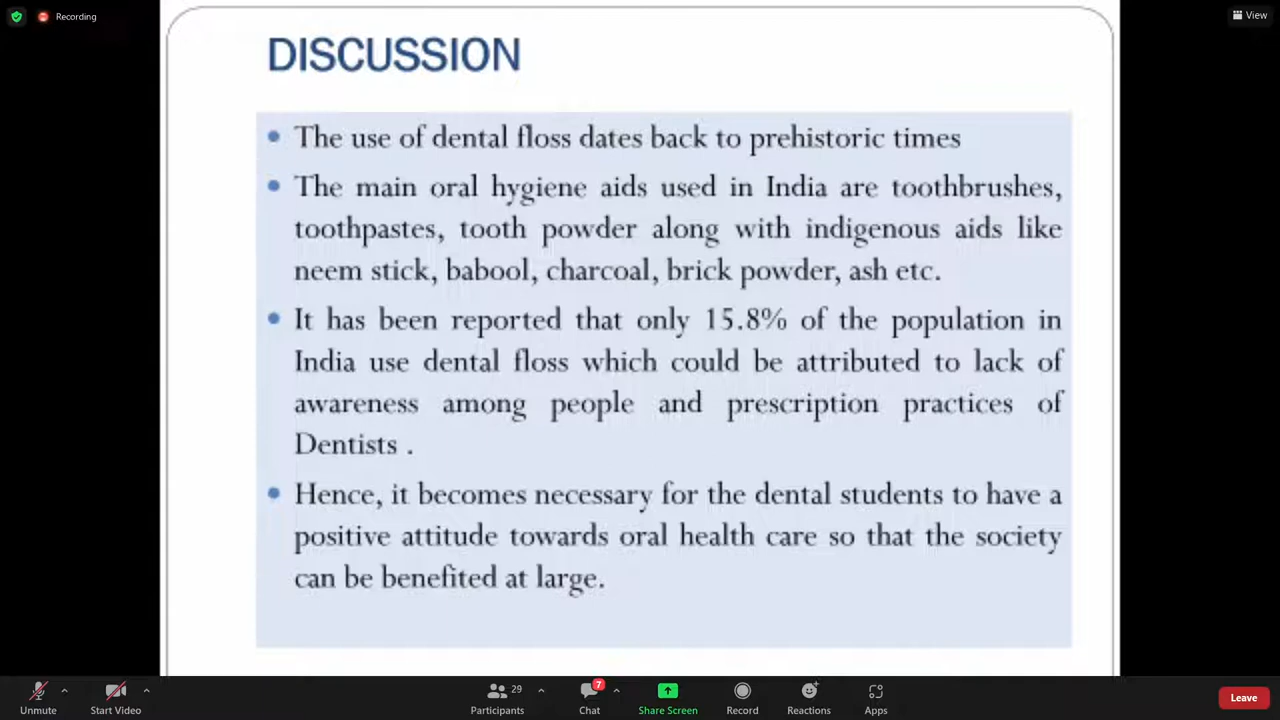 Recording
View
DISCUSSION
• The use of dental floss dates back to prehistoric times
• The main oral hygiene aids used in India are toothbrushes,
toothpastes, tooth powder along with indigenous aids like
neem stick, babool, charcoal, brick powder, ash etc.
• It has been reported that only 15.8% of the population in
India use dental floss which could be attributed to lack of
awareness among people and prescription practices of
Dentists .
• Hence, it becomes necessary for the dental students to have a
positive attitude towards oral health care so that the society
can be benefited at large.
29
7
Unmute
Start Video
Participants
Chat
Share Screen
Record
Reactions
Apps
Leave